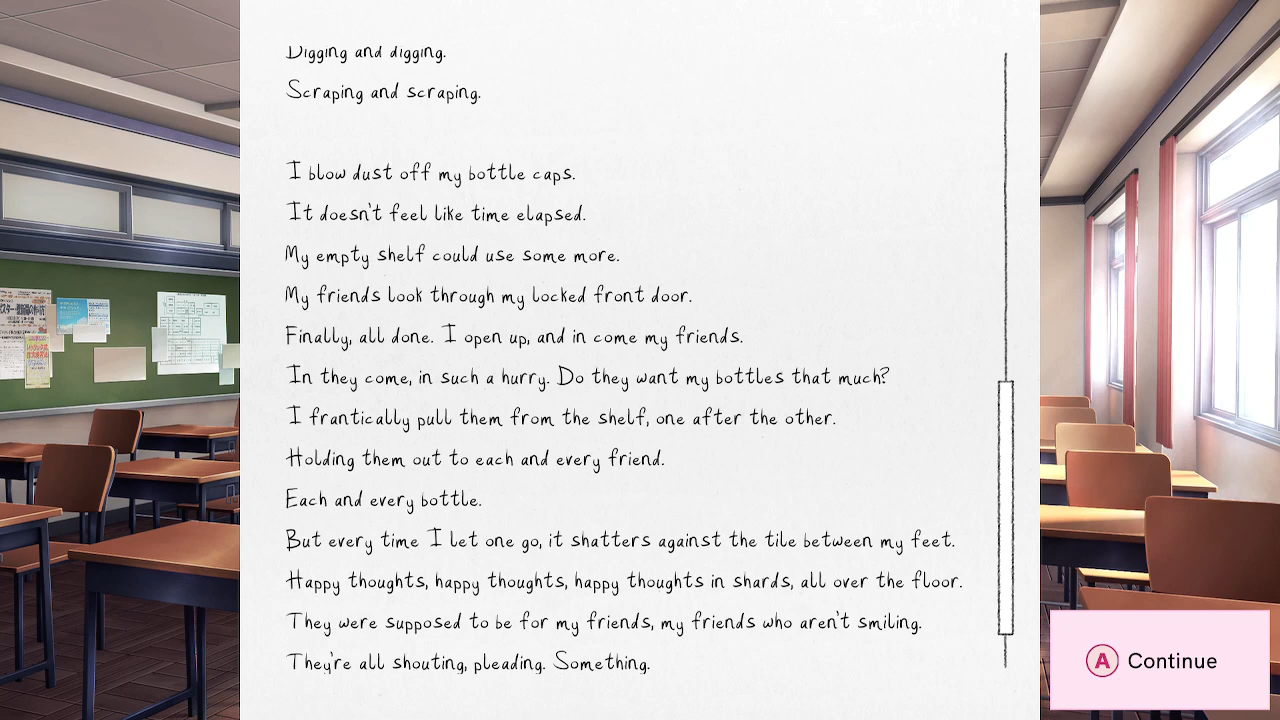 Digging and digging.
Scraping and scraping.
I blow dust off my bottle caps.
It doesn't feel like time elapsed.
My empty shelf could use some more.
My friends look through my locked front door.
Finally, all done. I open up, and in come my friends.
In they come, in such a hurry. Do they want my bottles that much?
I frantically pull them from the shelf, one after the other.
Holding them out to each and every friend.
Each and every bottle.
But every time I let one go, it shatters against the tile between my feet.
Happy thoughts, happy thoughts, happy thoughts in shards, all over the floor.
They were supposed to be for my friends, my friends who aren't smiling.
They're all shouting, pleading. Something.
A Continue